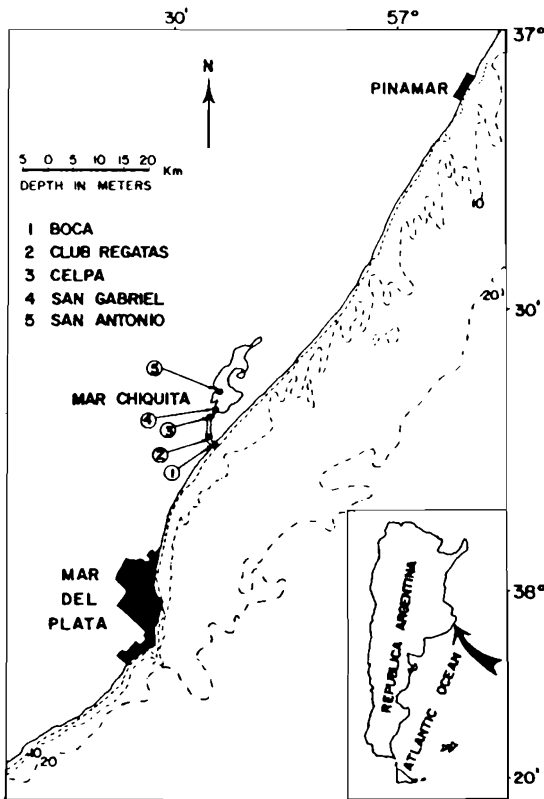 30'
57°
37°
N
PINAMAR
5 0 5 10 15 20 Km
DEPTH IN METERS
10
1 BOCA
2 CLUB REGATAS
3 CELPA
4 SAN GABRIEL
5 SAN ANTONIO
20
30'
5
MAR CHIQUITA
4
3
2
1
MAR
DEL
PLATA
38°
REPUBLICA ARGENTINA
ATLANTIC OCEAN
10
20
20'